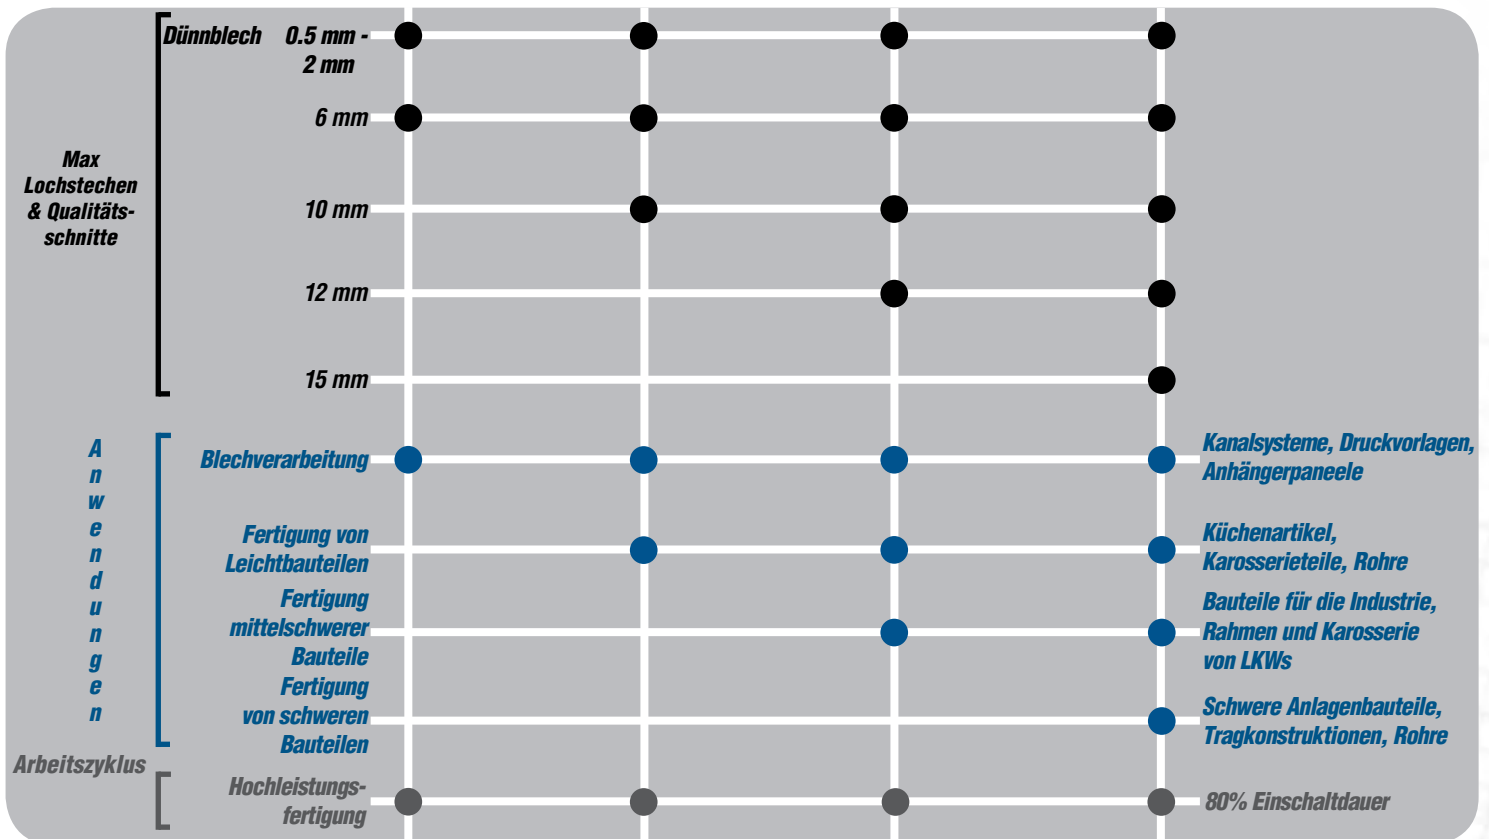 Dünnblech 0.5 mm -
2 mm
6 mm
Max
Lochstechen
& Qualitäts-
schnitte
10 mm
12 mm
15 mm
Anwendungen
Blechverarbeitung
Kanalsysteme, Druckvorlagen,
Anhängerpaneele
Fertigung von
Leichtbauteilen
Küchenartikel,
Karosserieteile, Rohre
Fertigung
mittelschwerer
Bauteile
Bauteile für die Industrie,
Rahmen und Karosserie
von LKWs
Fertigung
von schweren
Bauteilen
Schwere Anlagenbauteile,
Tragkonstruktionen, Rohre
Arbeitszyklus
Hochleistungs-
fertigung
80% Einschaltdauer